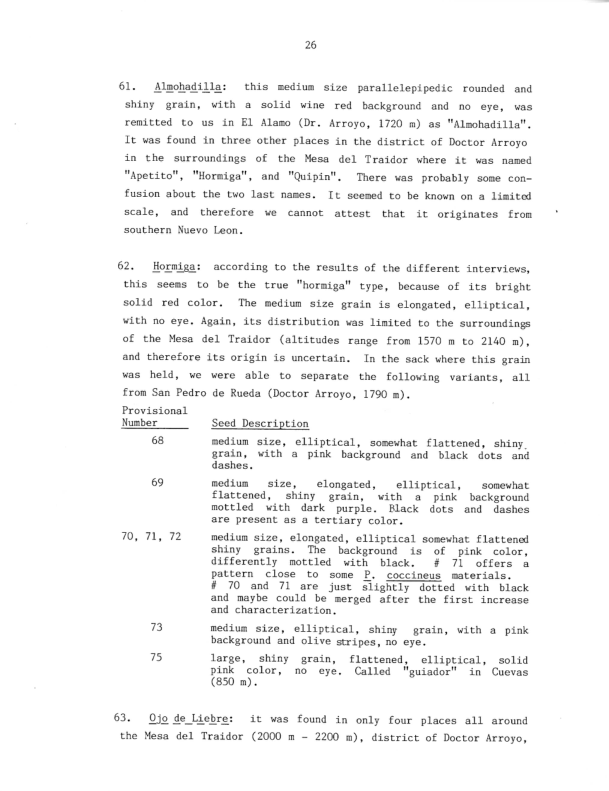 26
61. Almohadilla: this medium size parallelepipedic rounded and
shiny grain, with a solid wine red background and no eye, was
remitted to us in El Alamo (Dr. Arroyo, 1720 m) as "Almohadilla".
It was found in three other places in the district of Doctor Arroyo
in the surroundings of the Mesa del Traidor where it was named
"Apetito", "Hormiga", and "Quipin". There was probably some con-
fusion about the two last names. It seemed to be known on a limited
scale, and therefore we cannot attest that it originates from
southern Nuevo Leon.
62. Hormiga: according to the results of the different interviews,
this seems to be the true "hormiga" type, because of its bright
solid red color. The medium size grain is elongated, elliptical,
with no eye. Again, its distribution was limited to the surroundings
of the Mesa del Traidor (altitudes range from 1570 m to 2140 m),
and therefore its origin is uncertain. In the sack where this grain
was held, we were able to separate the following variants, all
from San Pedro de Rueda (Doctor Arroyo, 1790 m).
Provisional
Number Seed Description
68 medium size, elliptical, somewhat flattened, shiny
grain, with a pink background and black dots and
dashes.
69 medium size, elongated, elliptical, somewhat
flattened, shiny grain, with a pink background
mottled with dark purple. Black dots and dashes
are present as a tertiary color.
70, 71, 72 medium size, elongated, elliptical somewhat flattened
shiny grains. The background is of pink color,
differently mottled with black. # 71 offers a
pattern close to some P. coccineus materials.
# 70 and 71 are just slightly dotted with black
and maybe could be merged after the first increase
and characterization.
73 medium size, elliptical, shiny grain, with a pink
background and olive stripes, no eye.
75 large, shiny grain, flattened, elliptical, solid
pink color, no eye. Called "guiador" in Cuevas
(850 m).
63. Ojo de Liebre: it was found in only four places all around
the Mesa del Traidor (2000 m - 2200 m), district of Doctor Arroyo,